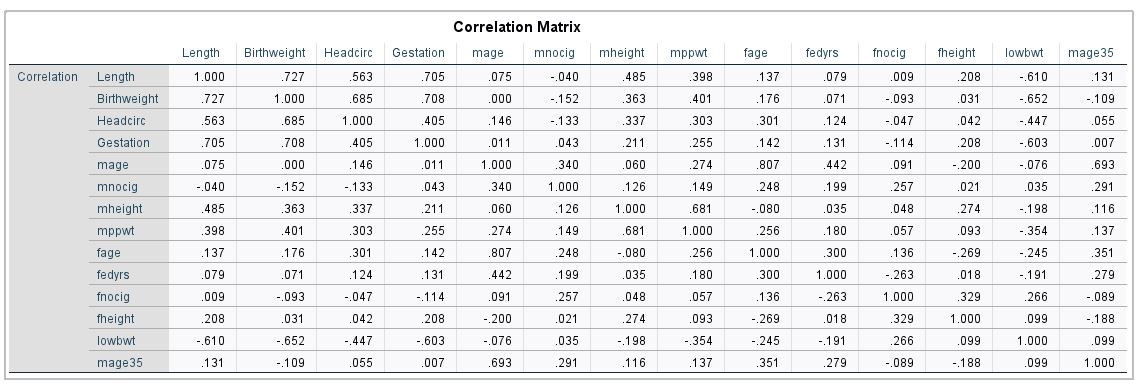 Correlation Matrix
Length Birthweight Headcirc Gestation mage mnocig mheight mppwt fage fedyrs fnocig fheight lowbwt mage35
Correlation Length 1.000 .727 .563 .705 .075 -.040 .485 .398 .137 .079 .009 .208 -.610 .131
Birthweight .727 1.000 .685 .708 .000 -.152 .363 .401 .176 .071 -.093 .031 -.652 -.109
Headcirc .563 .685 1.000 .405 .146 -.133 .337 .303 .301 .124 -.047 .042 -.447 .055
Gestation .705 .708 .405 1.000 .011 .043 .211 .255 .142 .131 -.114 .208 -.603 .007
mage .075 .000 .146 .011 1.000 .340 .060 .274 .807 .442 .091 -.200 -.076 .693
mnocig -.040 -.152 -.133 .043 .340 1.000 .126 .149 .248 .199 .257 .021 .035 .291
mheight .485 .363 .337 .211 .060 .126 1.000 .681 -.080 .035 .048 .274 -.198 .116
mppwt .398 .401 .303 .255 .274 .149 .681 1.000 .256 .180 .057 .093 -.354 .137
fage .137 .176 .301 .142 .807 .248 -.080 .256 1.000 .300 .136 -.269 -.245 .351
fedyrs .079 .071 .124 .131 .442 .199 .035 .180 .300 1.000 -.263 .018 -.191 .279
fnocig .009 -.093 -.047 -.114 .091 .257 .048 .057 .136 -.263 1.000 .329 .266 -.089
fheight .208 .031 .042 .208 -.200 .021 .274 .093 -.269 .018 .329 1.000 .099 -.188
lowbwt -.610 -.652 -.447 -.603 -.076 .035 -.198 -.354 -.245 -.191 .266 .099 1.000 .099
mage35 .131 -.109 .055 .007 .693 .291 .116 .137 .351 .279 -.089 -.188 .099 1.000